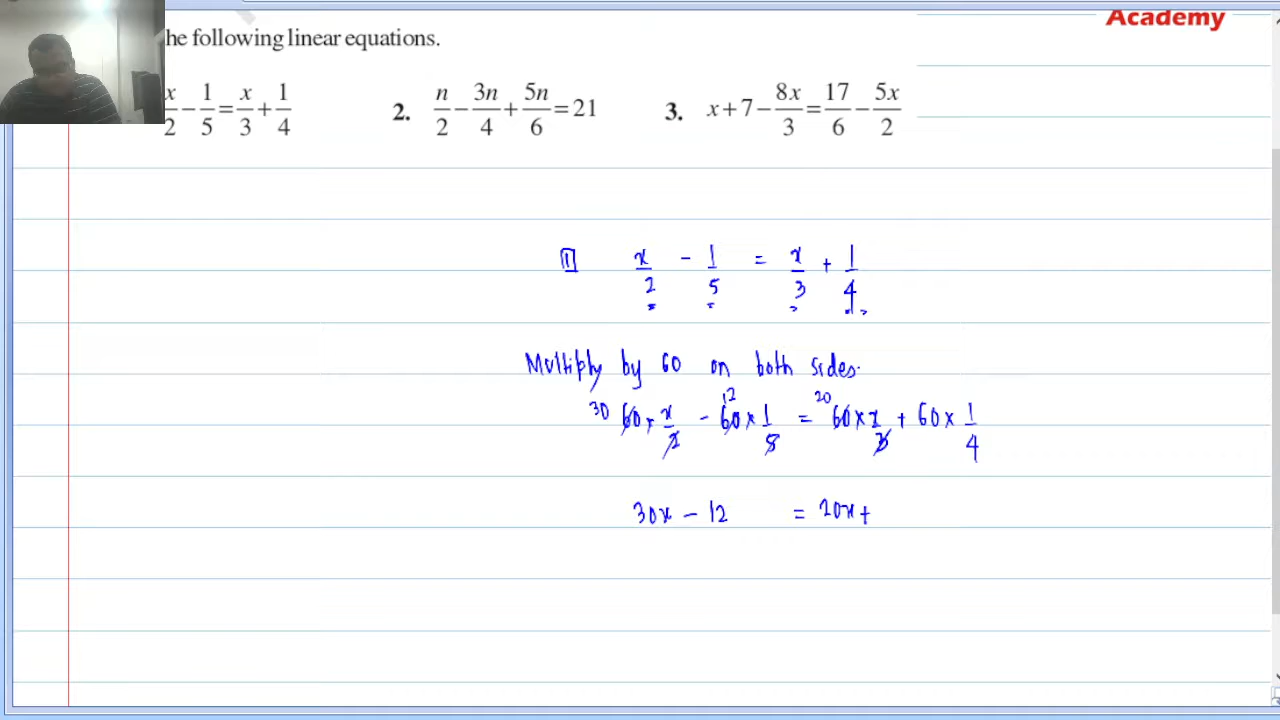 Academy
he following linear equations.
x/2 − 1/5 = x/3 + 1/4
2. n/2 − 3n/4 + 5n/6 = 21
3. x + 7 − 8x/3 = 17/6 − 5x/2
1 x/2 − 1/5 = x/3 + 1/4
Multiply by 60 on both sides.
30 12 20
60 × x/2 − 60 × 1/5 = 60 × x/3 + 60 × 1/4
30x − 12 = 20x +